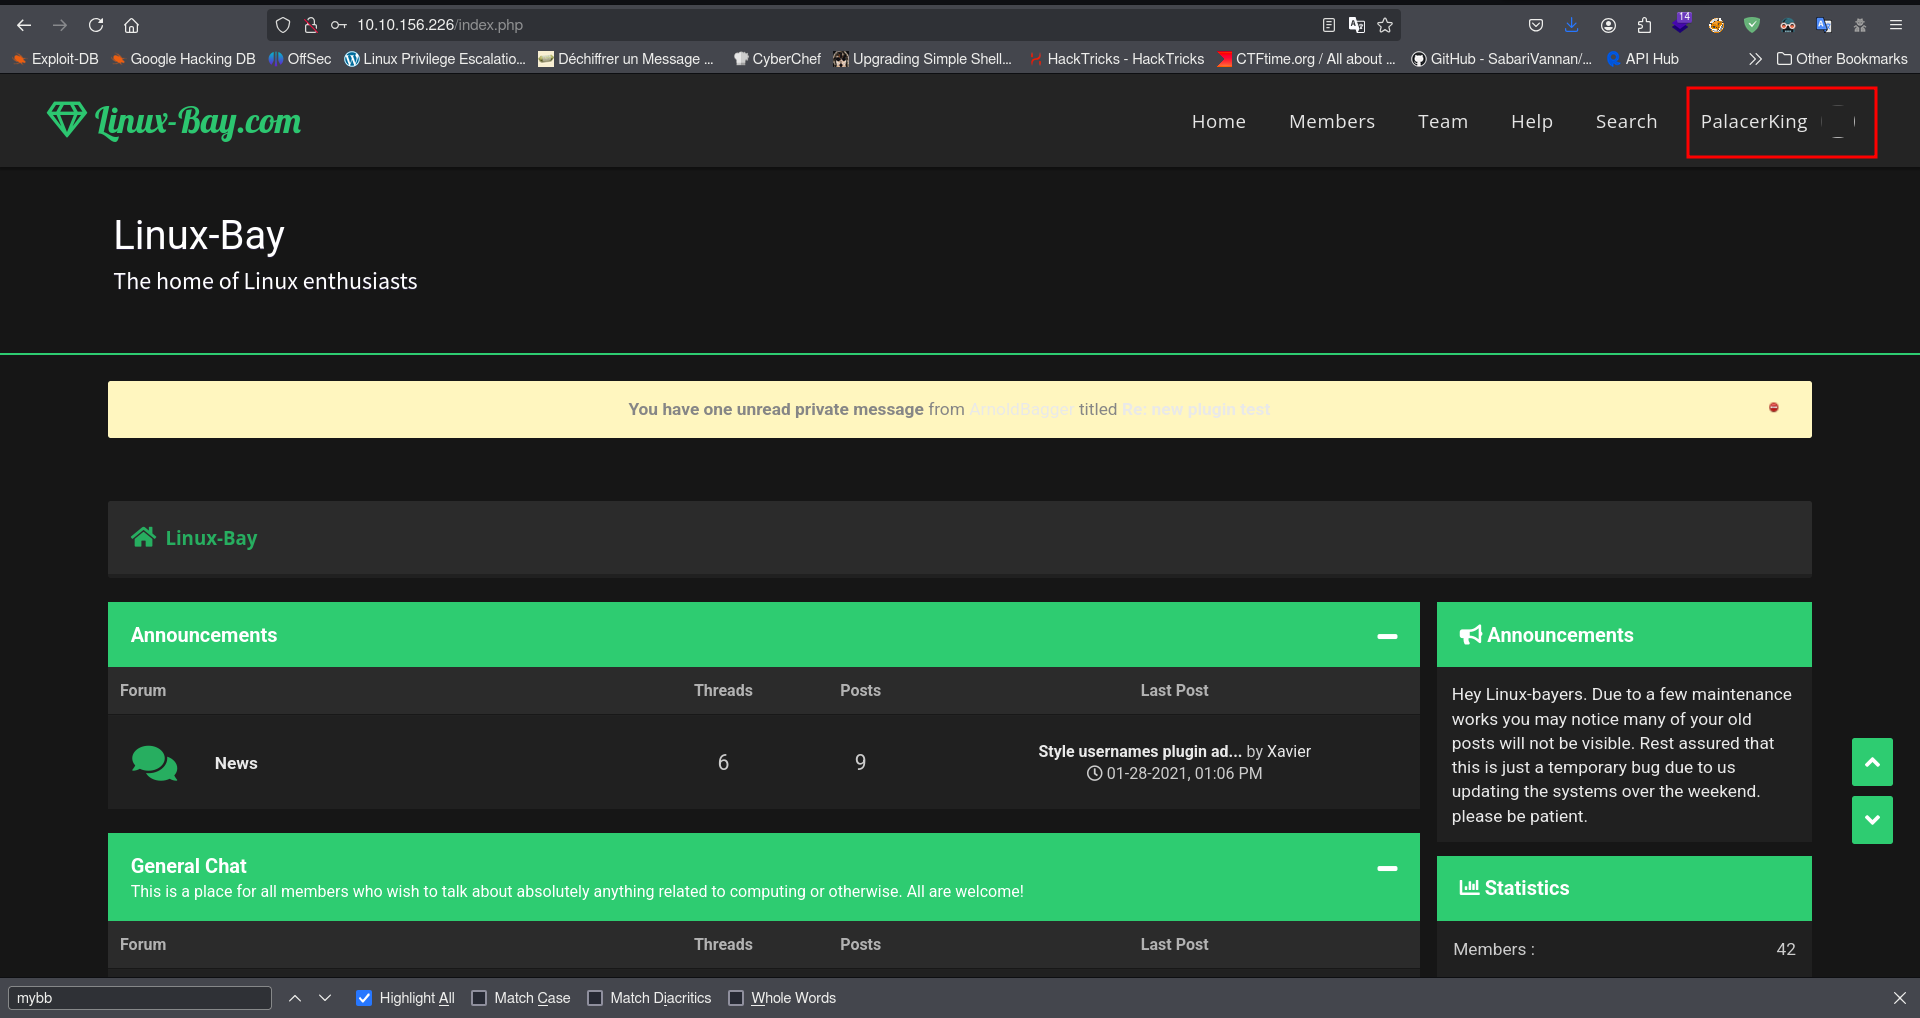 10.10.156.226/index.php
14
Exploit-DB Google Hacking DB OffSec Linux Privilege Escalatio... Déchiffrer un Message ... CyberChef Upgrading Simple Shell... HackTricks - HackTricks CTFtime.org / All about ... GitHub - SabariVannan/... API Hub Other Bookmarks
Linux-Bay.com
Home Members Team Help Search PalacerKing
Linux-Bay
The home of Linux enthusiasts
You have one unread private message from ArnoldBagger titled Re: new plugin test
Linux-Bay
Announcements
Forum Threads Posts Last Post
News 6 9 Style usernames plugin ad... by Xavier
01-28-2021, 01:06 PM
General Chat
This is a place for all members who wish to talk about absolutely anything related to computing or otherwise. All are welcome!
Forum Threads Posts Last Post
Announcements
Hey Linux-bayers. Due to a few maintenance
works you may notice many of your old
posts will not be visible. Rest assured that
this is just a temporary bug due to us
updating the systems over the weekend.
please be patient.
Statistics
Members : 42
mybb Highlight All Match Case Match Diacritics Whole Words